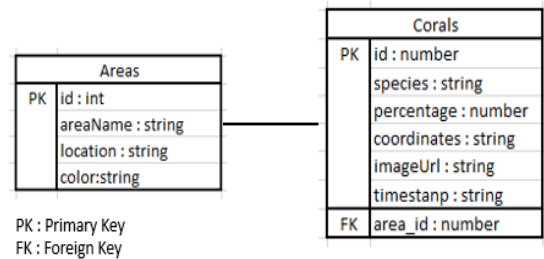 Areas
PK id : int
areaName : string
location : string
color:string
PK : Primary Key
FK : Foreign Key
Corals
PK id : number
species : string
percentage : number
coordinates : string
imageUrl : string
timestanp : string
FK area_id : number